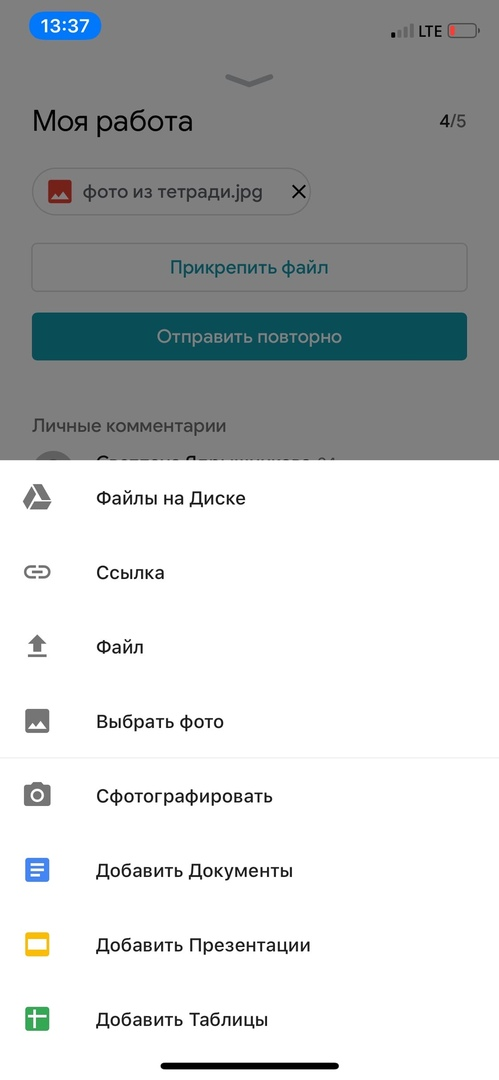 13:37
LTE
Моя работа
4/5
фото из тетради.jpg
Прикрепить файл
Отправить повторно
Личные комментарии
Файлы на Диске
Ссылка
Файл
Выбрать фото
Сфотографировать
Добавить Документы
Добавить Презентации
Добавить Таблицы